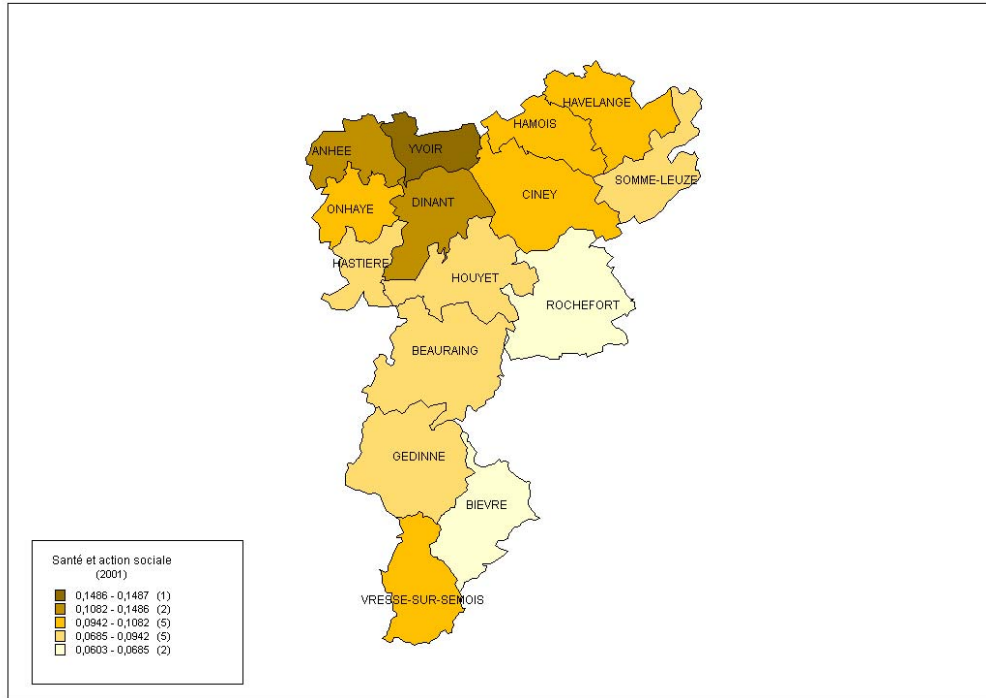 HAVELANGE
HAMOIS
ANHEE
YVOIR
SOMME-LEUZE
CINEY
ONHAYE
DINANT
HASTIERE
HOUYET
ROCHEFORT
BEAURAING
GEDINNE
BIEVRE
VRESSE-SUR-SEMOIS
Santé et action sociale
(2001)
0,1486 - 0,1487 (1)
0,1082 - 0,1486 (2)
0,0942 - 0,1082 (5)
0,0685 - 0,0942 (5)
0,0603 - 0,0685 (2)